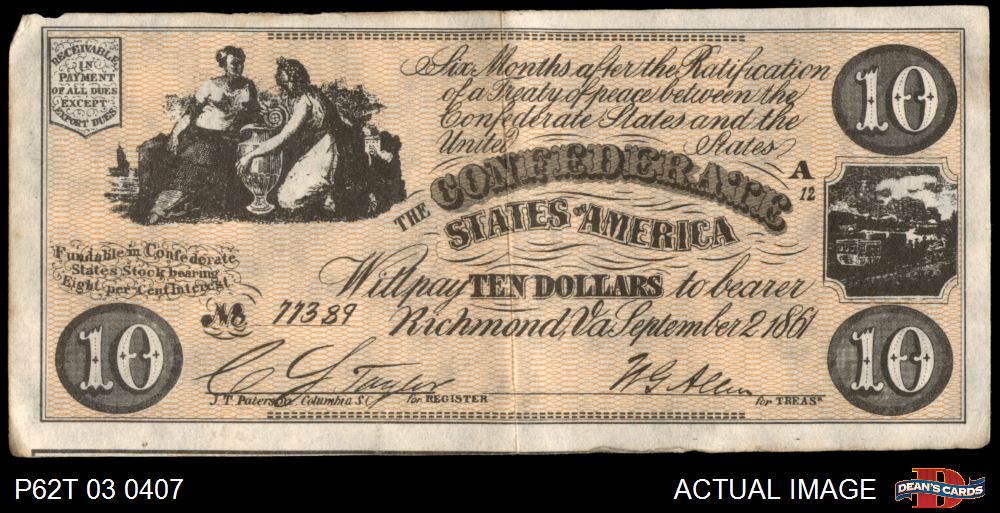 RECEIVABLE
IN
PAYMENT
OF ALL DUES
EXCEPT
EXPORT DUES
Six Months after the Ratification
of a Treaty of peace between the
Confederate States and the
United States
10
A
12
THE CONFEDERATE
STATES OF AMERICA
Fundable in Confederate
States Stock bearing
Eight per Cent Interest
Will pay TEN DOLLARS to bearer
No 77389
Richmond, Va September 2 1861
10
10
C L Taylor
W G Allen
J. T. Paterson Columbia S.C.
for REGISTER
for TREASR
P62T 03 0407
ACTUAL IMAGE
DEAN'S CARDS